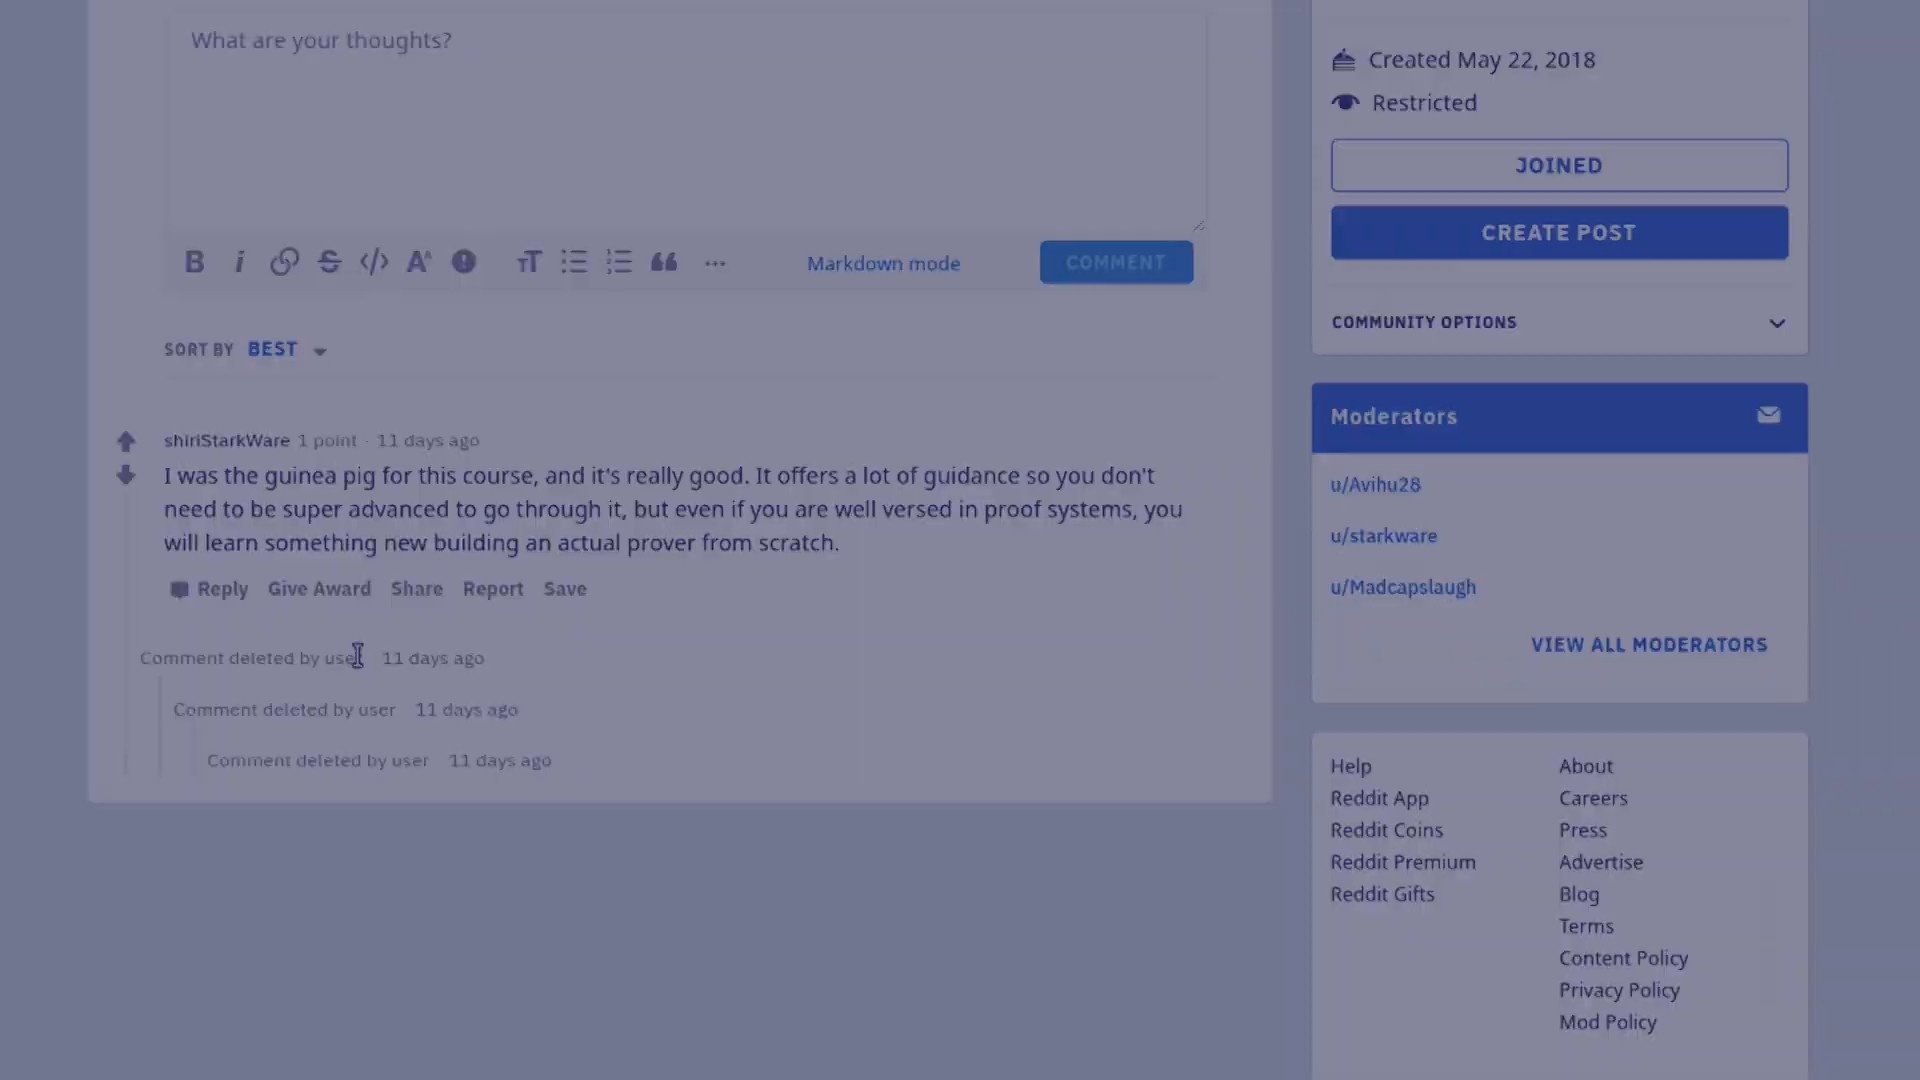 What are your thoughts?
Markdown mode
COMMENT
SORT BY BEST
shiriStarkWare 1 point · 11 days ago
I was the guinea pig for this course, and it's really good. It offers a lot of guidance so you don't
need to be super advanced to go through it, but even if you are well versed in proof systems, you
will learn something new building an actual prover from scratch.
Reply Give Award Share Report Save
Comment deleted by user 11 days ago
Comment deleted by user 11 days ago
Comment deleted by user 11 days ago
Created May 22, 2018
Restricted
JOINED
CREATE POST
COMMUNITY OPTIONS
Moderators
u/Avihu28
u/starkware
u/Madcapslaugh
VIEW ALL MODERATORS
Help
Reddit App
Reddit Coins
Reddit Premium
Reddit Gifts
About
Careers
Press
Advertise
Blog
Terms
Content Policy
Privacy Policy
Mod Policy